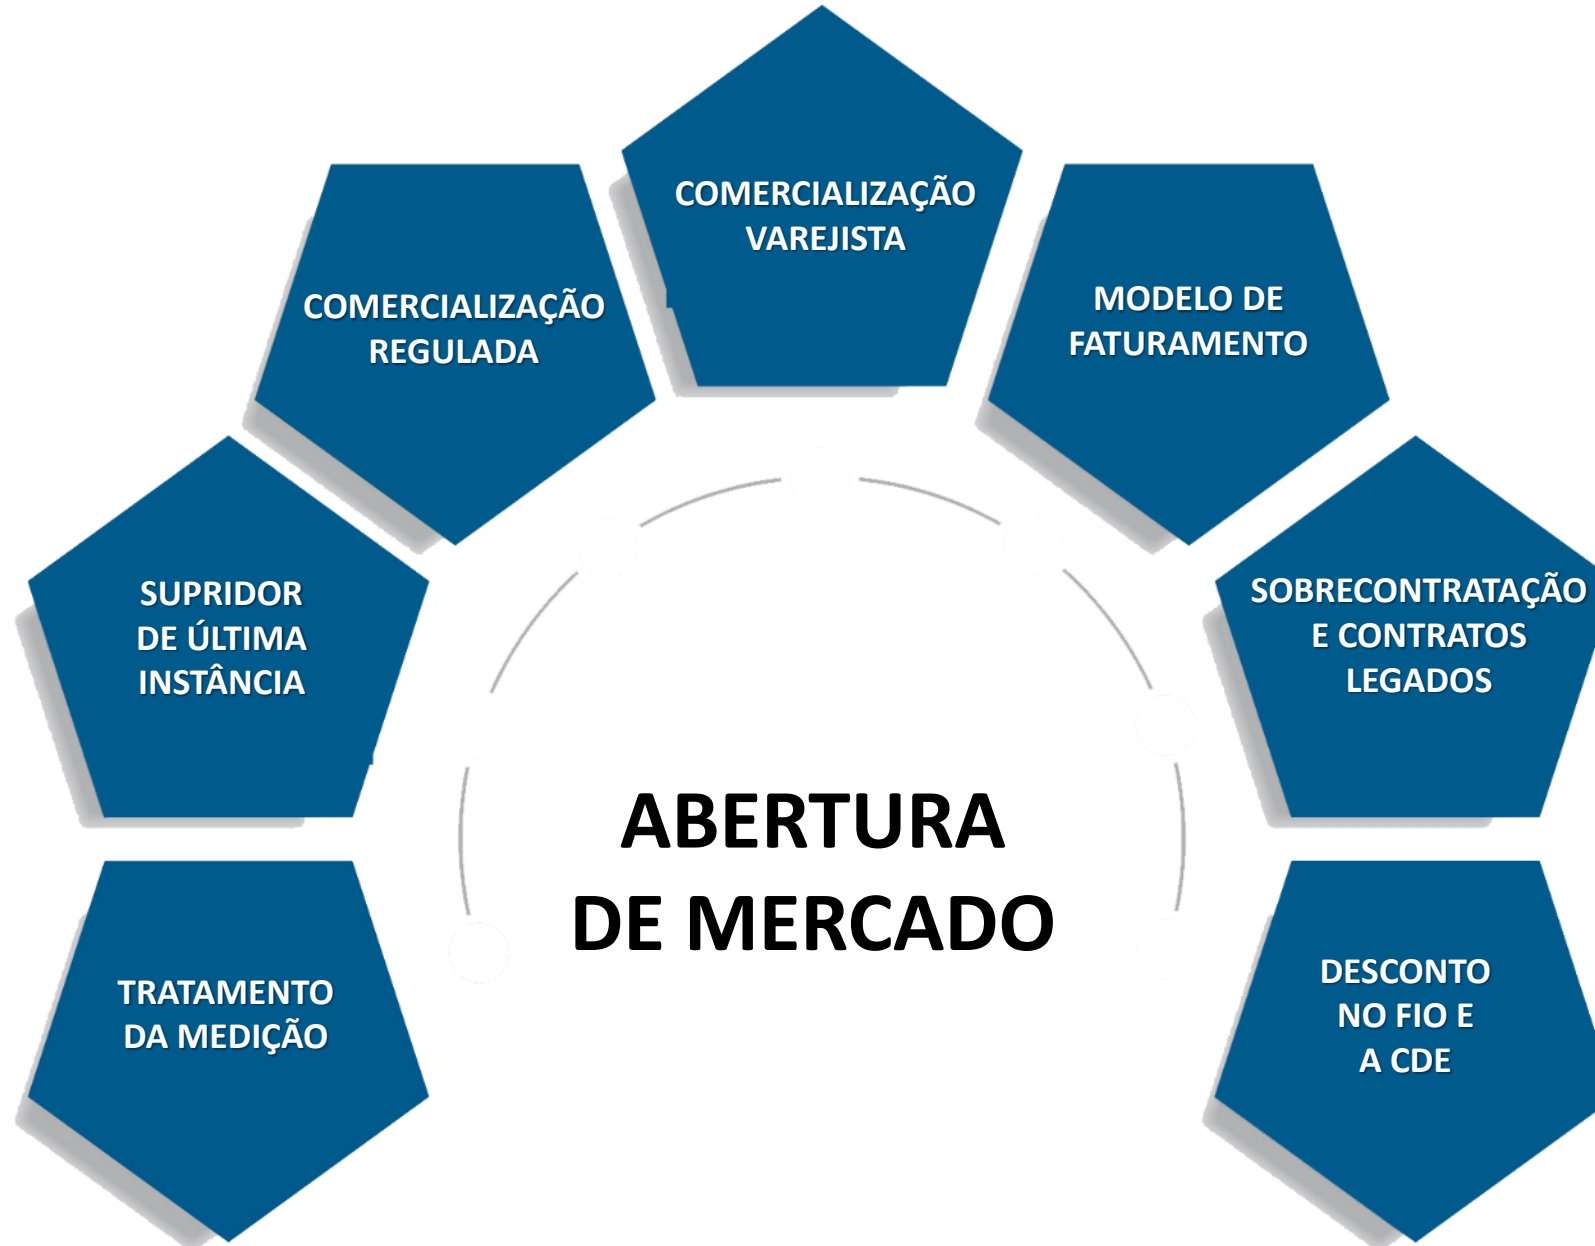 COMERCIALIZAÇÃO
VAREJISTA
COMERCIALIZAÇÃO
REGULADA
MODELO DE
FATURAMENTO
SUPRIDOR
DE ÚLTIMA
INSTÂNCIA
SOBRECONTRATAÇÃO
E CONTRATOS
LEGADOS
ABERTURA
DE MERCADO
TRATAMENTO
DA MEDIÇÃO
DESCONTO
NO FIO E
A CDE